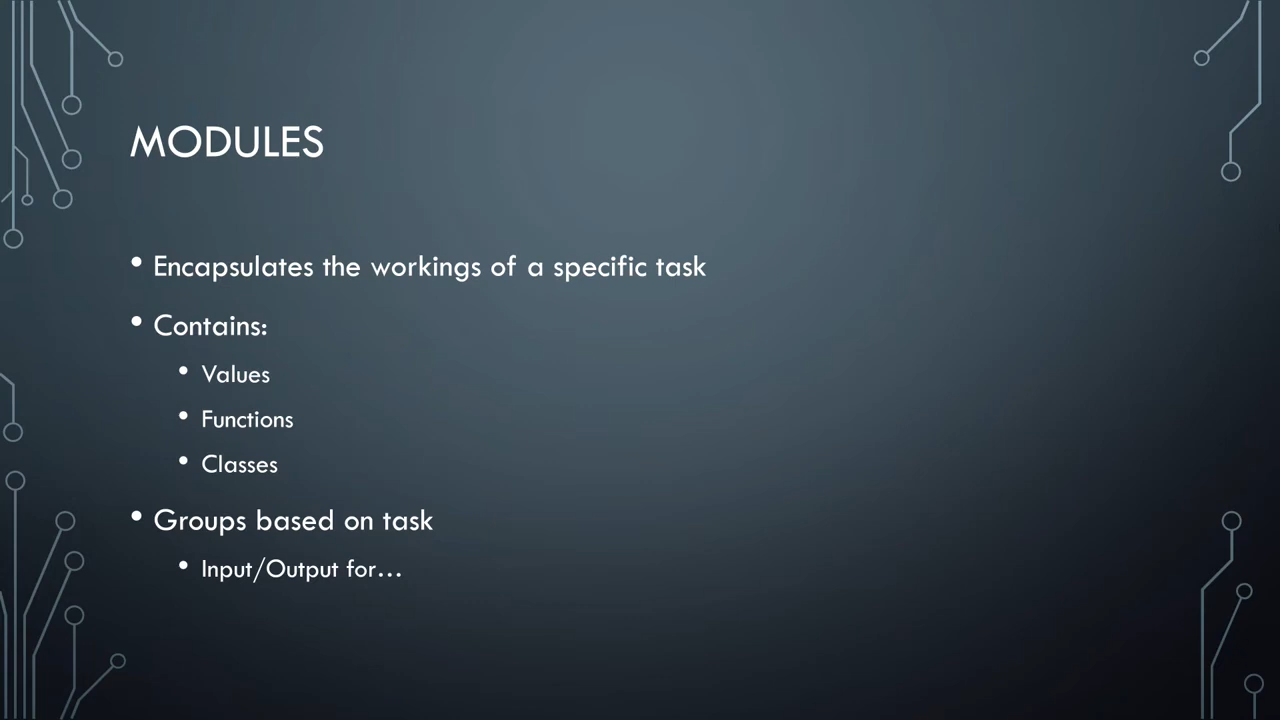 MODULES
• Encapsulates the workings of a specific task
• Contains:
• Values
• Functions
• Classes
• Groups based on task
• Input/Output for…